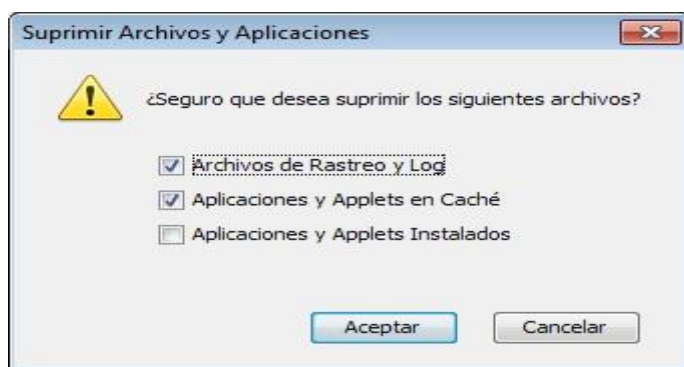 Suprimir Archivos y Aplicaciones
¿Seguro que desea suprimir los siguientes archivos?
Archivos de Rastreo y Log
Aplicaciones y Applets en Caché
Aplicaciones y Applets Instalados
Aceptar
Cancelar